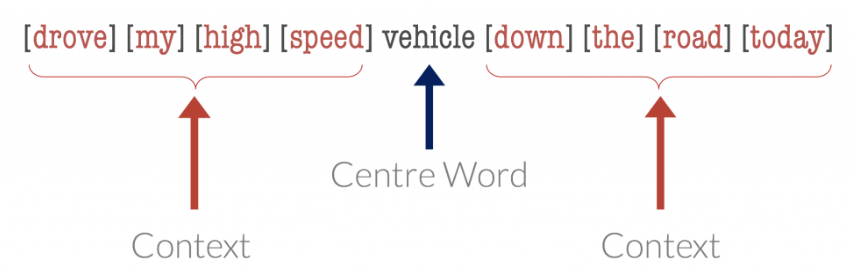 [drove] [my] [high] [speed] vehicle [down] [the] [road] [today]
Centre Word
Context Context